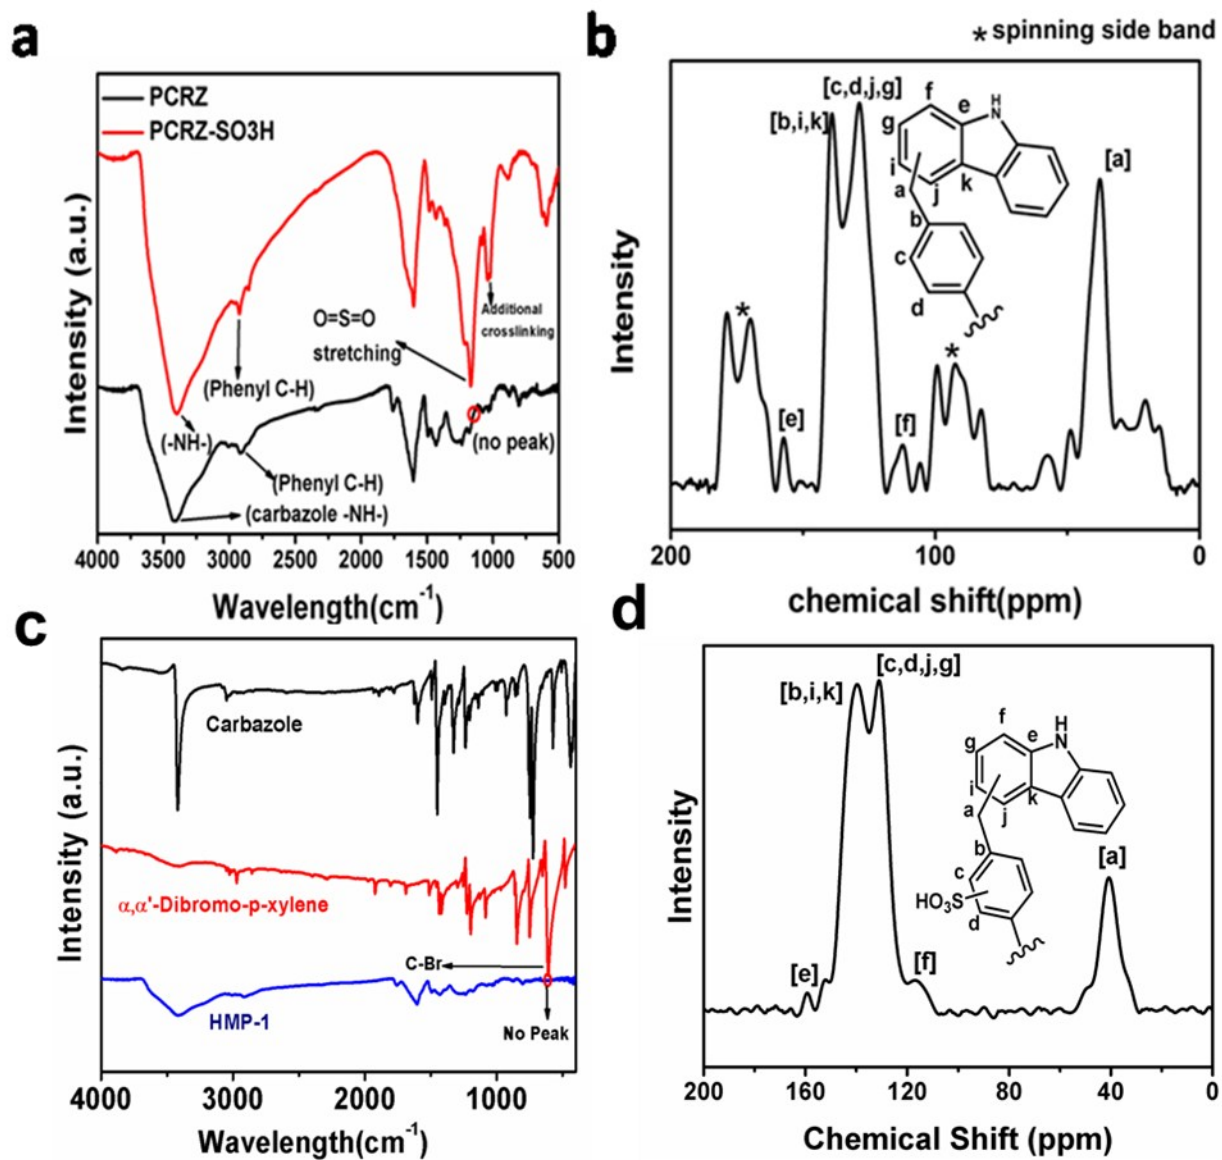 a
PCRZ
PCRZ-SO3H
O=S=O
stretching
Additional
crosslinking
(Phenyl C-H)
(-NH-)
(no peak)
(Phenyl C-H)
(carbazole -NH-)
Intensity (a.u.)
4000 3500 3000 2500 2000 1500 1000 500
Wavelength(cm-1)
b
* spinning side band
[c,d,j,g]
[b,i,k]
[a]
*
*
[e]
[f]
f
e
H
N
g
i
j
k
a
b
c
d
Intensity
200 100 0
chemical shift(ppm)
c
Carbazole
α,α'-Dibromo-p-xylene
C-Br
HMP-1
No Peak
Intensity (a.u.)
4000 3000 2000 1000
Wavelength(cm-1)
d
[c,d,j,g]
[b,i,k]
[a]
[e]
[f]
f
e
H
N
g
i
j
k
a
b
c
HO3S
d
Intensity
200 160 120 80 40 0
Chemical Shift (ppm)